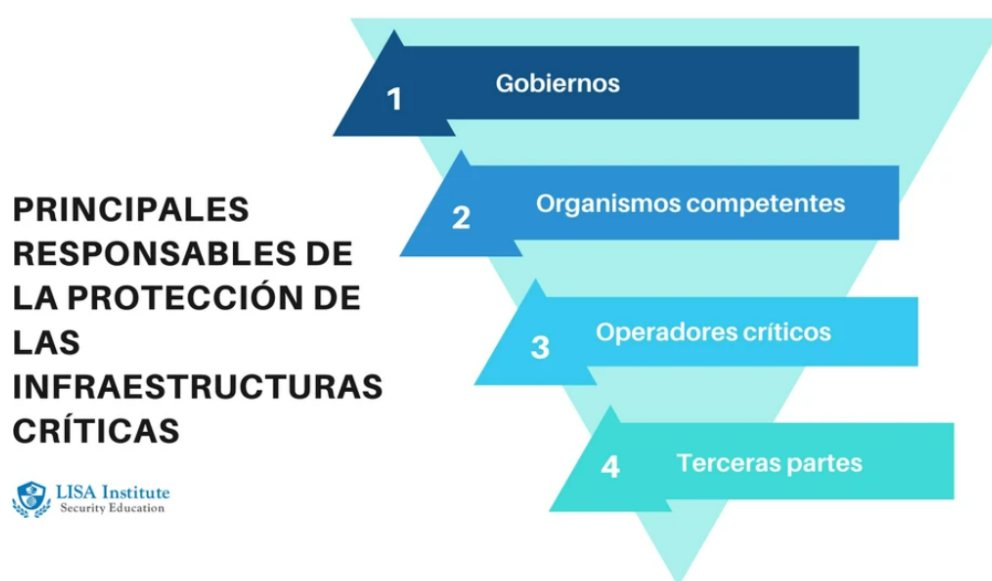 PRINCIPALES
RESPONSABLES DE
LA PROTECCIÓN DE
LAS
INFRAESTRUCTURAS
CRÍTICAS
LISA Institute
Security Education
1 Gobiernos
2 Organismos competentes
3 Operadores críticos
4 Terceras partes